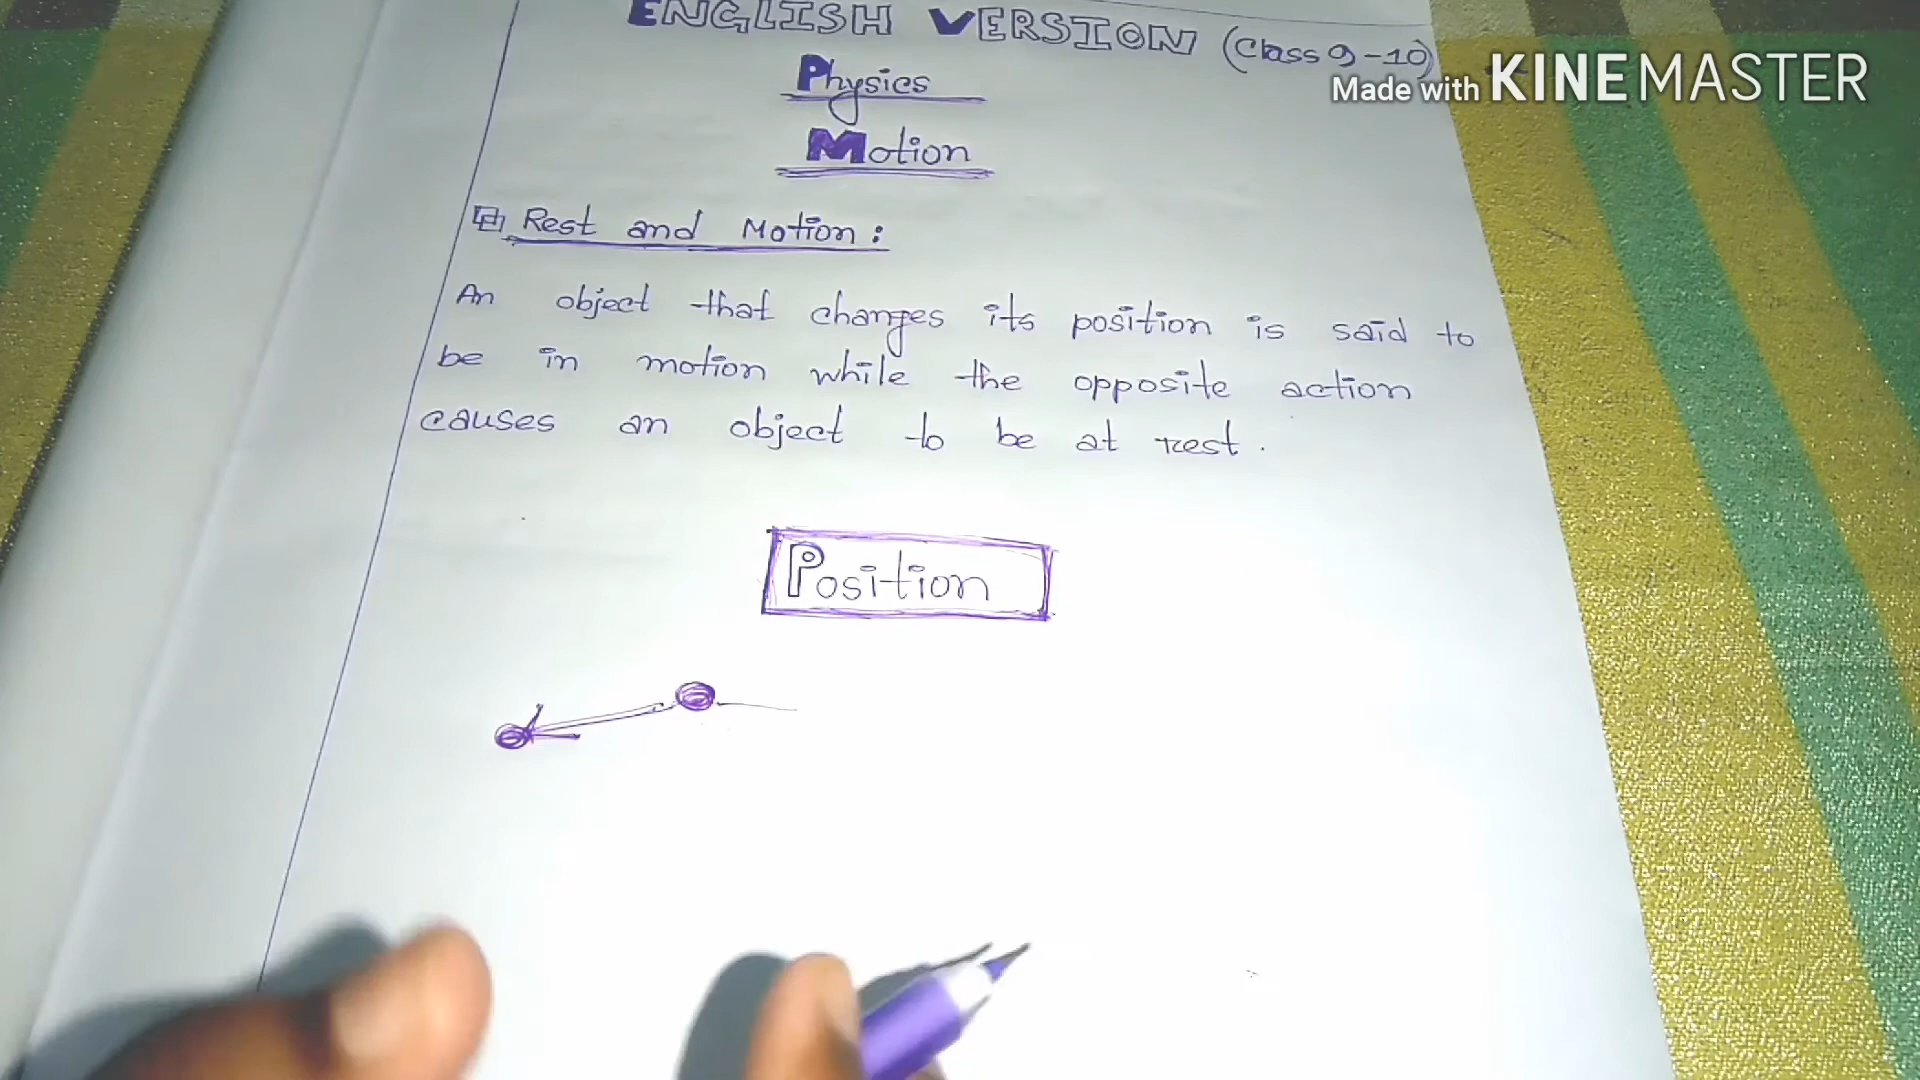 ENGLISH VERSION (Class 9-10)
Made with KINEMASTER
Physics
Motion
Rest and Motion:
An object that changes its position is said to
be in motion while the opposite action
causes an object to be at rest.
Position